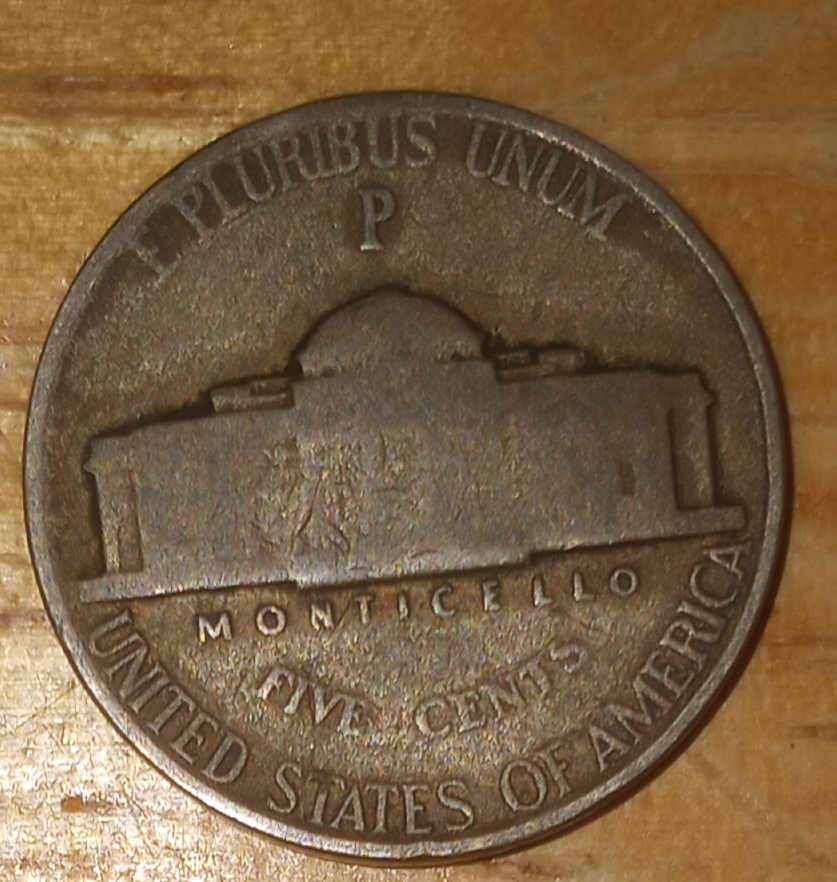 E PLURIBUS UNUM
P
MONTICELLO
FIVE CENTS
UNITED STATES OF AMERICA